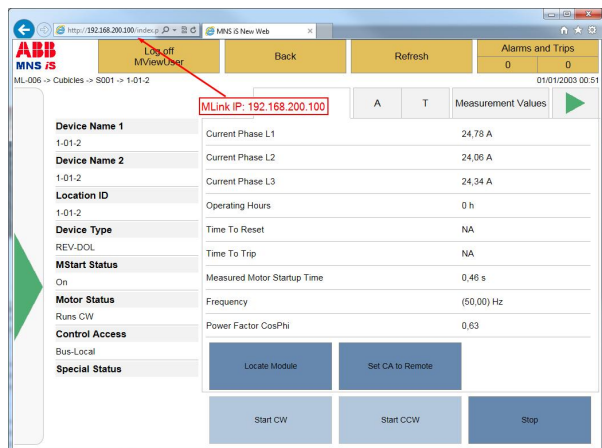 http://192.168.200.100/index.p
MNS iS New Web
ABB
MNS iS
Log off
MViewUser
Back
Refresh
Alarms and Trips
0 0
ML-006 -> Cubicles -> S001 -> 1-01-2
01/01/2003 00:51
MLink IP: 192.168.200.100
A T Measurement Values
Device Name 1
1-01-2
Device Name 2
1-01-2
Location ID
1-01-2
Device Type
REV-DOL
MStart Status
On
Motor Status
Runs CW
Control Access
Bus-Local
Special Status
Current Phase L1 24,78 A
Current Phase L2 24,06 A
Current Phase L3 24,34 A
Operating Hours 0 h
Time To Reset NA
Time To Trip NA
Measured Motor Startup Time 0,46 s
Frequency (50,00) Hz
Power Factor CosPhi 0,63
Locate Module Set CA to Remote
Start CW Start CCW Stop